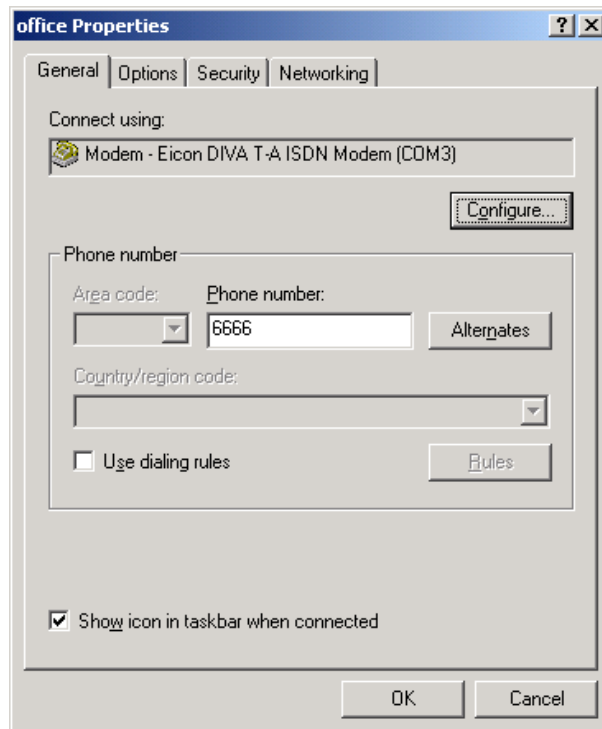 office Properties
General Options Security Networking
Connect using:
Modem - Eicon DIVA T-A ISDN Modem (COM3)
Configure...
Phone number
Area code: Phone number:
6666 Alternates
Country/region code:
Use dialing rules Rules
Show icon in taskbar when connected
OK Cancel